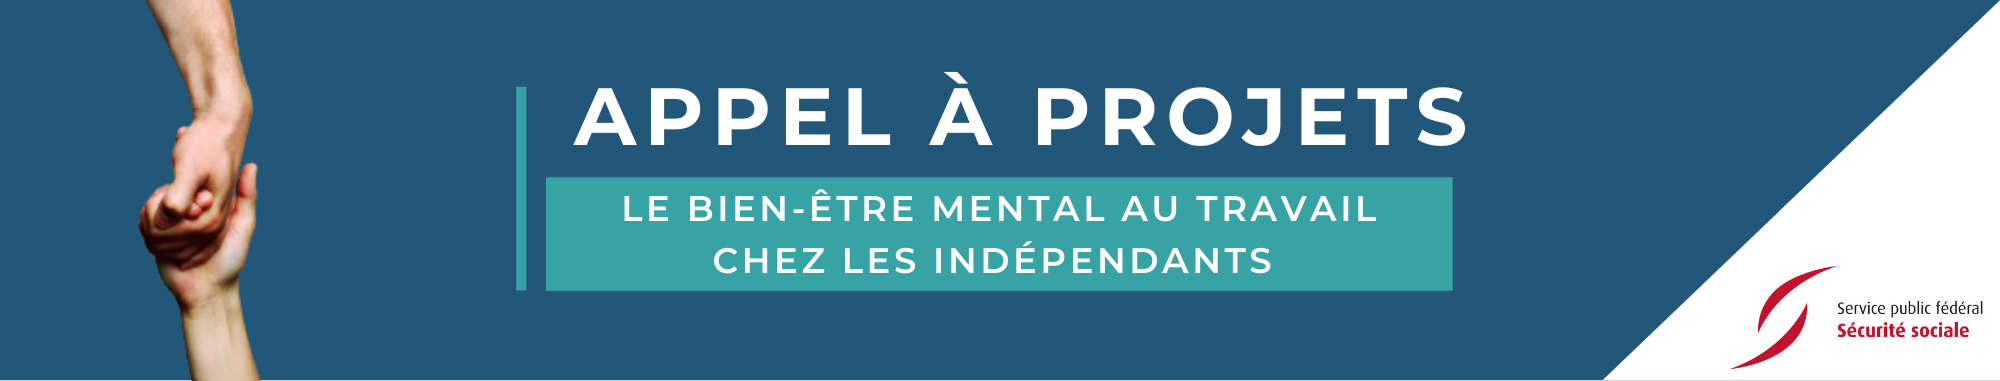 APPEL À PROJETS
LE BIEN-ÊTRE MENTAL AU TRAVAIL
CHEZ LES INDÉPENDANTS
Service public fédéral
Sécurité sociale